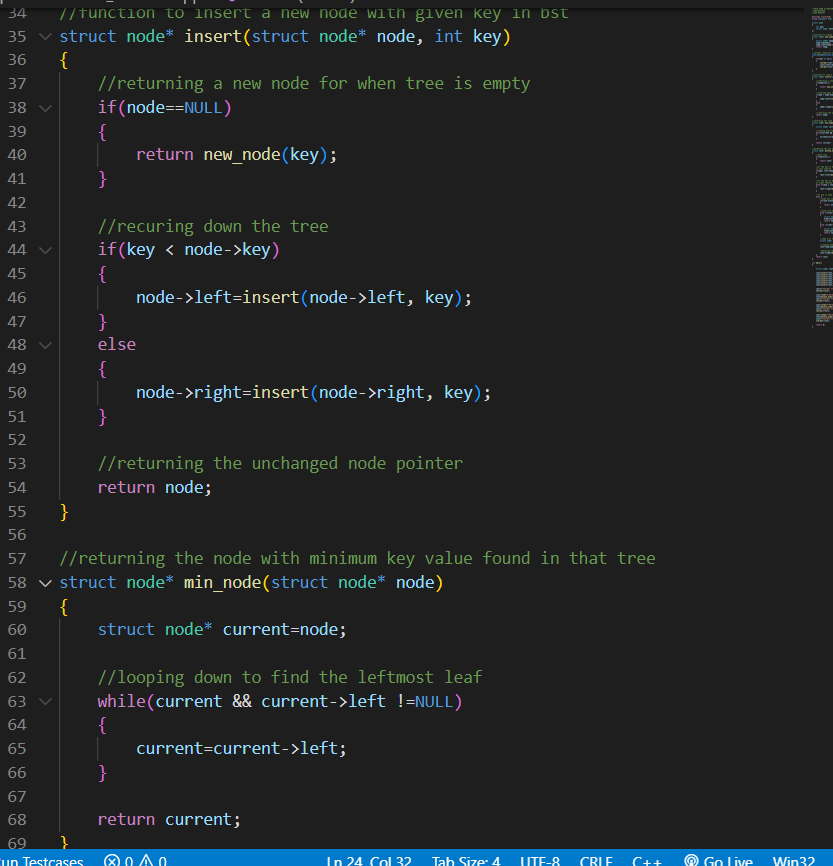 34 //function to insert a new node with given key in bst
35 struct node* insert(struct node* node, int key)
36 {
37 //returning a new node for when tree is empty
38 if(node==NULL)
39 {
40 return new_node(key);
41 }
42
43 //recuring down the tree
44 if(key < node->key)
45 {
46 node->left=insert(node->left, key);
47 }
48 else
49 {
50 node->right=insert(node->right, key);
51 }
52
53 //returning the unchanged node pointer
54 return node;
55 }
56
57 //returning the node with minimum key value found in that tree
58 struct node* min_node(struct node* node)
59 {
60 struct node* current=node;
61
62 //looping down to find the leftmost leaf
63 while(current && current->left !=NULL)
64 {
65 current=current->left;
66 }
67
68 return current;
69 }
un Testcases 0 0 Ln 24, Col 32 Tab Size: 4 UTF-8 CRLF C++ Go Live Win32